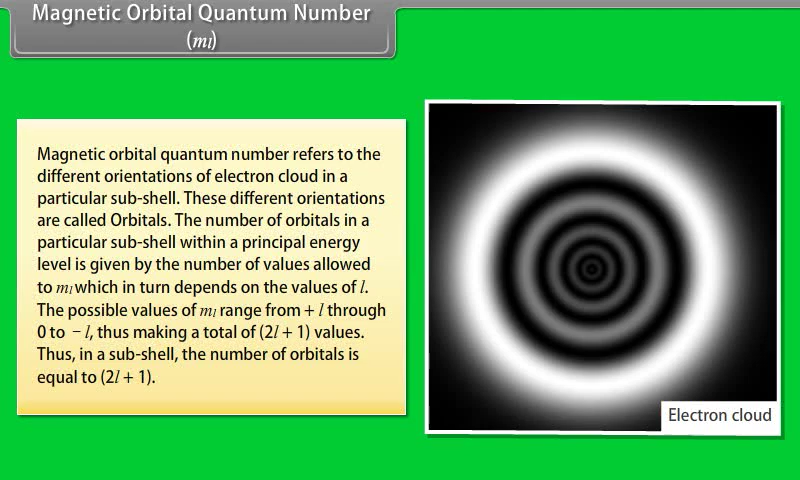 Magnetic Orbital Quantum Number
(ml)
Magnetic orbital quantum number refers to the
different orientations of electron cloud in a
particular sub-shell. These different orientations
are called Orbitals. The number of orbitals in a
particular sub-shell within a principal energy
level is given by the number of values allowed
to ml which in turn depends on the values of l.
The possible values of ml range from + l through
0 to − l, thus making a total of (2l + 1) values.
Thus, in a sub-shell, the number of orbitals is
equal to (2l + 1).
Electron cloud